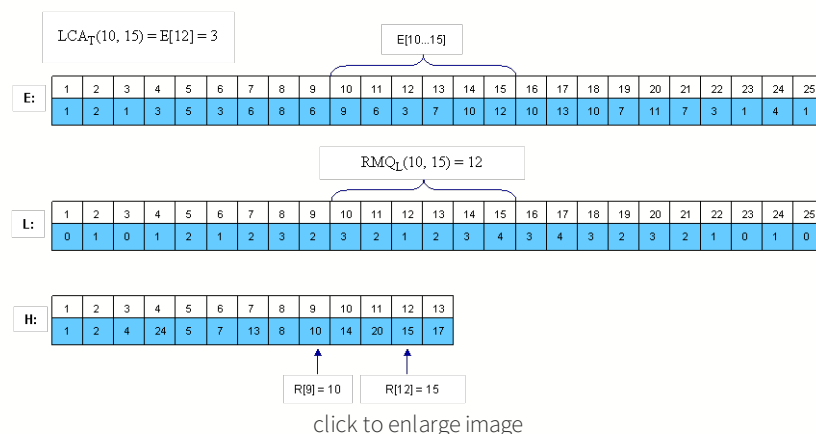 LCA_T(10, 15) = E[12] = 3
E[10...15]
1 2 3 4 5 6 7 8 9 10 11 12 13 14 15 16 17 18 19 20 21 22 23 24 25
E:
1 2 1 3 5 3 6 8 6 9 6 3 7 10 12 10 13 10 7 11 7 3 1 4 1
RMQ_L(10, 15) = 12
1 2 3 4 5 6 7 8 9 10 11 12 13 14 15 16 17 18 19 20 21 22 23 24 25
L:
0 1 0 1 2 1 2 3 2 3 2 1 2 3 4 3 4 3 2 3 2 1 0 1 0
1 2 3 4 5 6 7 8 9 10 11 12 13
H:
1 2 4 24 5 7 13 8 10 14 20 15 17
R[9] = 10 R[12] = 15
click to enlarge image